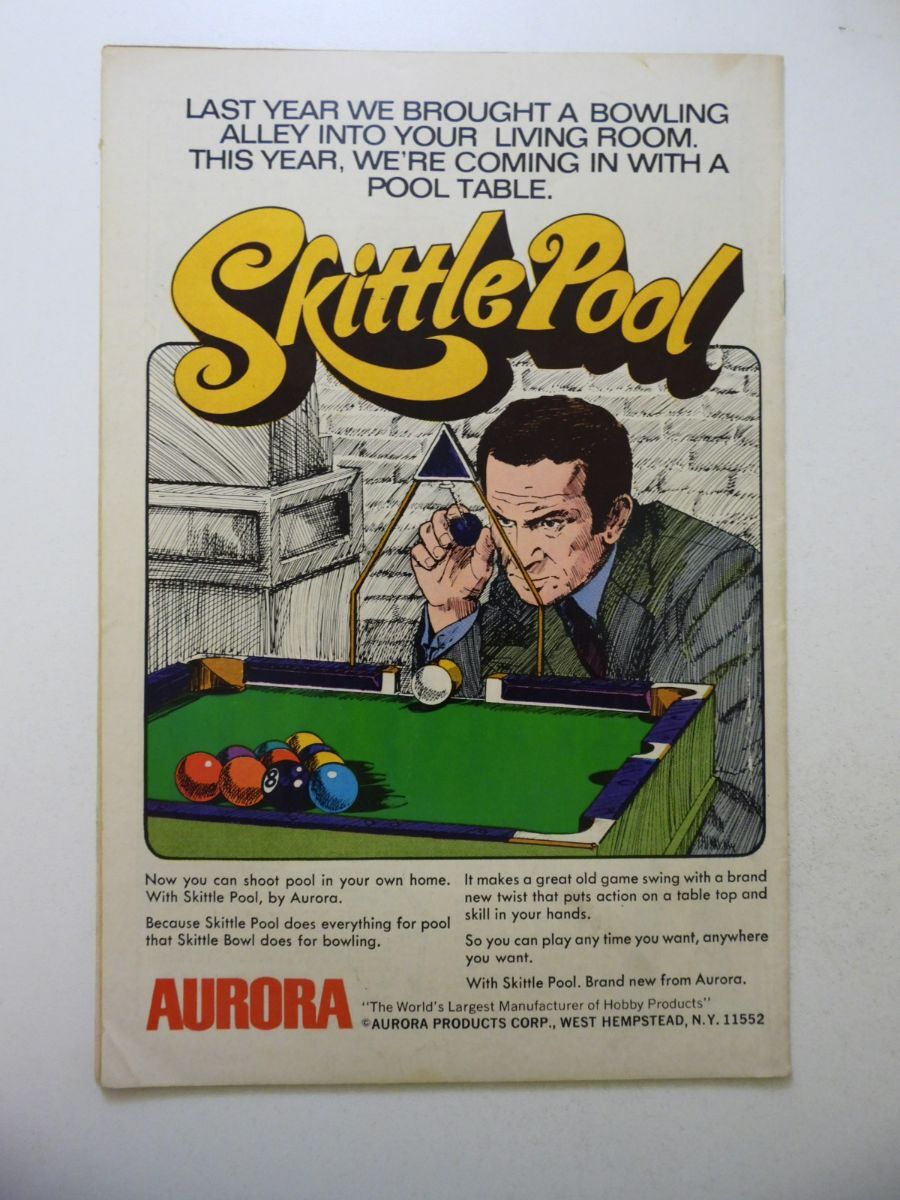 LAST YEAR WE BROUGHT A BOWLING
ALLEY INTO YOUR LIVING ROOM.
THIS YEAR, WE'RE COMING IN WITH A
POOL TABLE.
Skittle Pool
8
Now you can shoot pool in your own home.
With Skittle Pool, by Aurora.
Because Skittle Pool does everything for pool
that Skittle Bowl does for bowling.
It makes a great old game swing with a brand
new twist that puts action on a table top and
skill in your hands.
So you can play any time you want, anywhere
you want.
With Skittle Pool. Brand new from Aurora.
AURORA
"The World's Largest Manufacturer of Hobby Products"
©AURORA PRODUCTS CORP., WEST HEMPSTEAD, N.Y. 11552